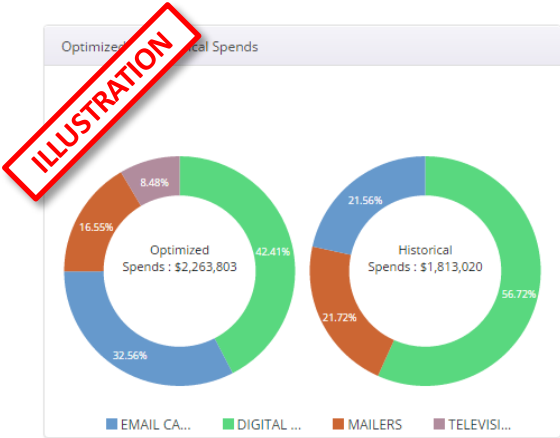 ILLUSTRATION
Optimized cal Spends
8.48%
16.55%
42.41%
32.56%
Optimized
Spends : $2,263,803
21.56%
21.72%
56.72%
Historical
Spends : $1,813,020
EMAIL CA... DIGITAL ... MAILERS TELEVISI...